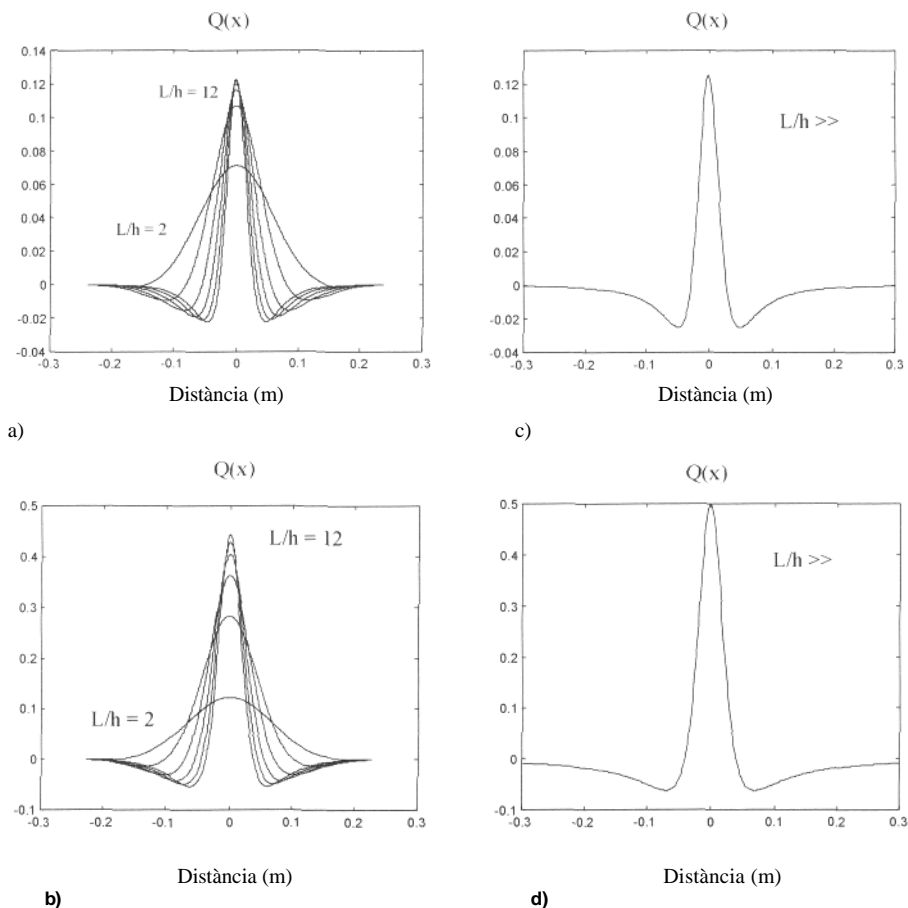 Q(x)
0.14
0.12
0.1
0.08
0.06
0.04
0.02
0
-0.02
-0.04
L/h = 12
L/h = 2
-0.3 -0.2 -0.1 0 0.1 0.2 0.3
Distància (m)
a)
Q(x)
0.12
0.1
0.08
0.06
0.04
0.02
0
-0.02
-0.04
L/h >>
-0.3 -0.2 -0.1 0 0.1 0.2 0.3
Distància (m)
c)
Q(x)
0.5
0.4
0.3
0.2
0.1
0
-0.1
L/h = 12
L/h = 2
-0.3 -0.2 -0.1 0 0.1 0.2 0.3
Distància (m)
b)
Q(x)
0.5
0.4
0.3
0.2
0.1
0
-0.1
L/h >>
-0.3 -0.2 -0.1 0 0.1 0.2 0.3
Distància (m)
d)